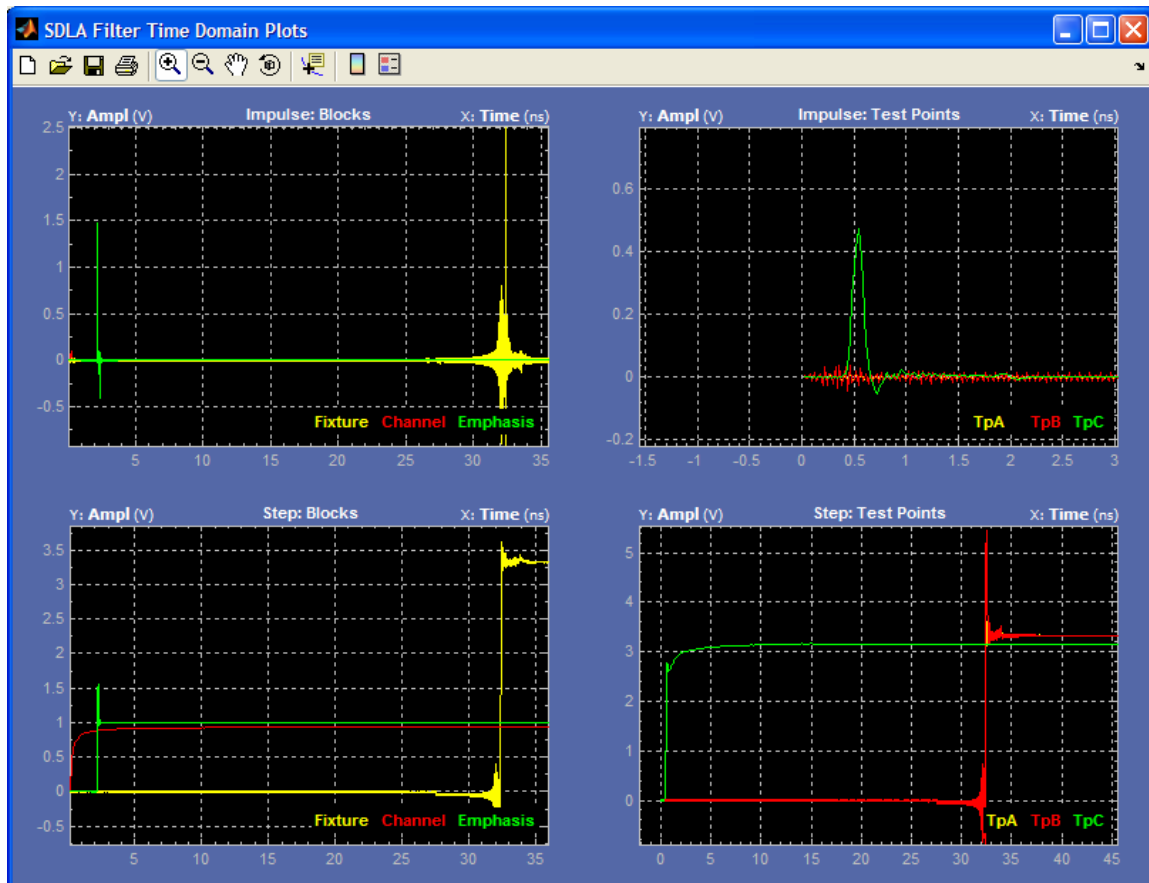 SDLA Filter Time Domain Plots
Y: Ampl (V) Impulse: Blocks X: Time (ns)
2.5
2
1.5
1
0.5
0
-0.5
Fixture Channel Emphasis
5 10 15 20 25 30 35
Y: Ampl (V) Impulse: Test Points X: Time (ns)
0.6
0.4
0.2
0
-0.2
TpA TpB TpC
-1.5 -1 -0.5 0 0.5 1 1.5 2 2.5 3
Y: Ampl (V) Step: Blocks X: Time (ns)
3.5
3
2.5
2
1.5
1
0.5
0
-0.5
Fixture Channel Emphasis
5 10 15 20 25 30 35
Y: Ampl (V) Step: Test Points X: Time (ns)
5
4
3
2
1
0
TpA TpB TpC
0 5 10 15 20 25 30 35 40 45